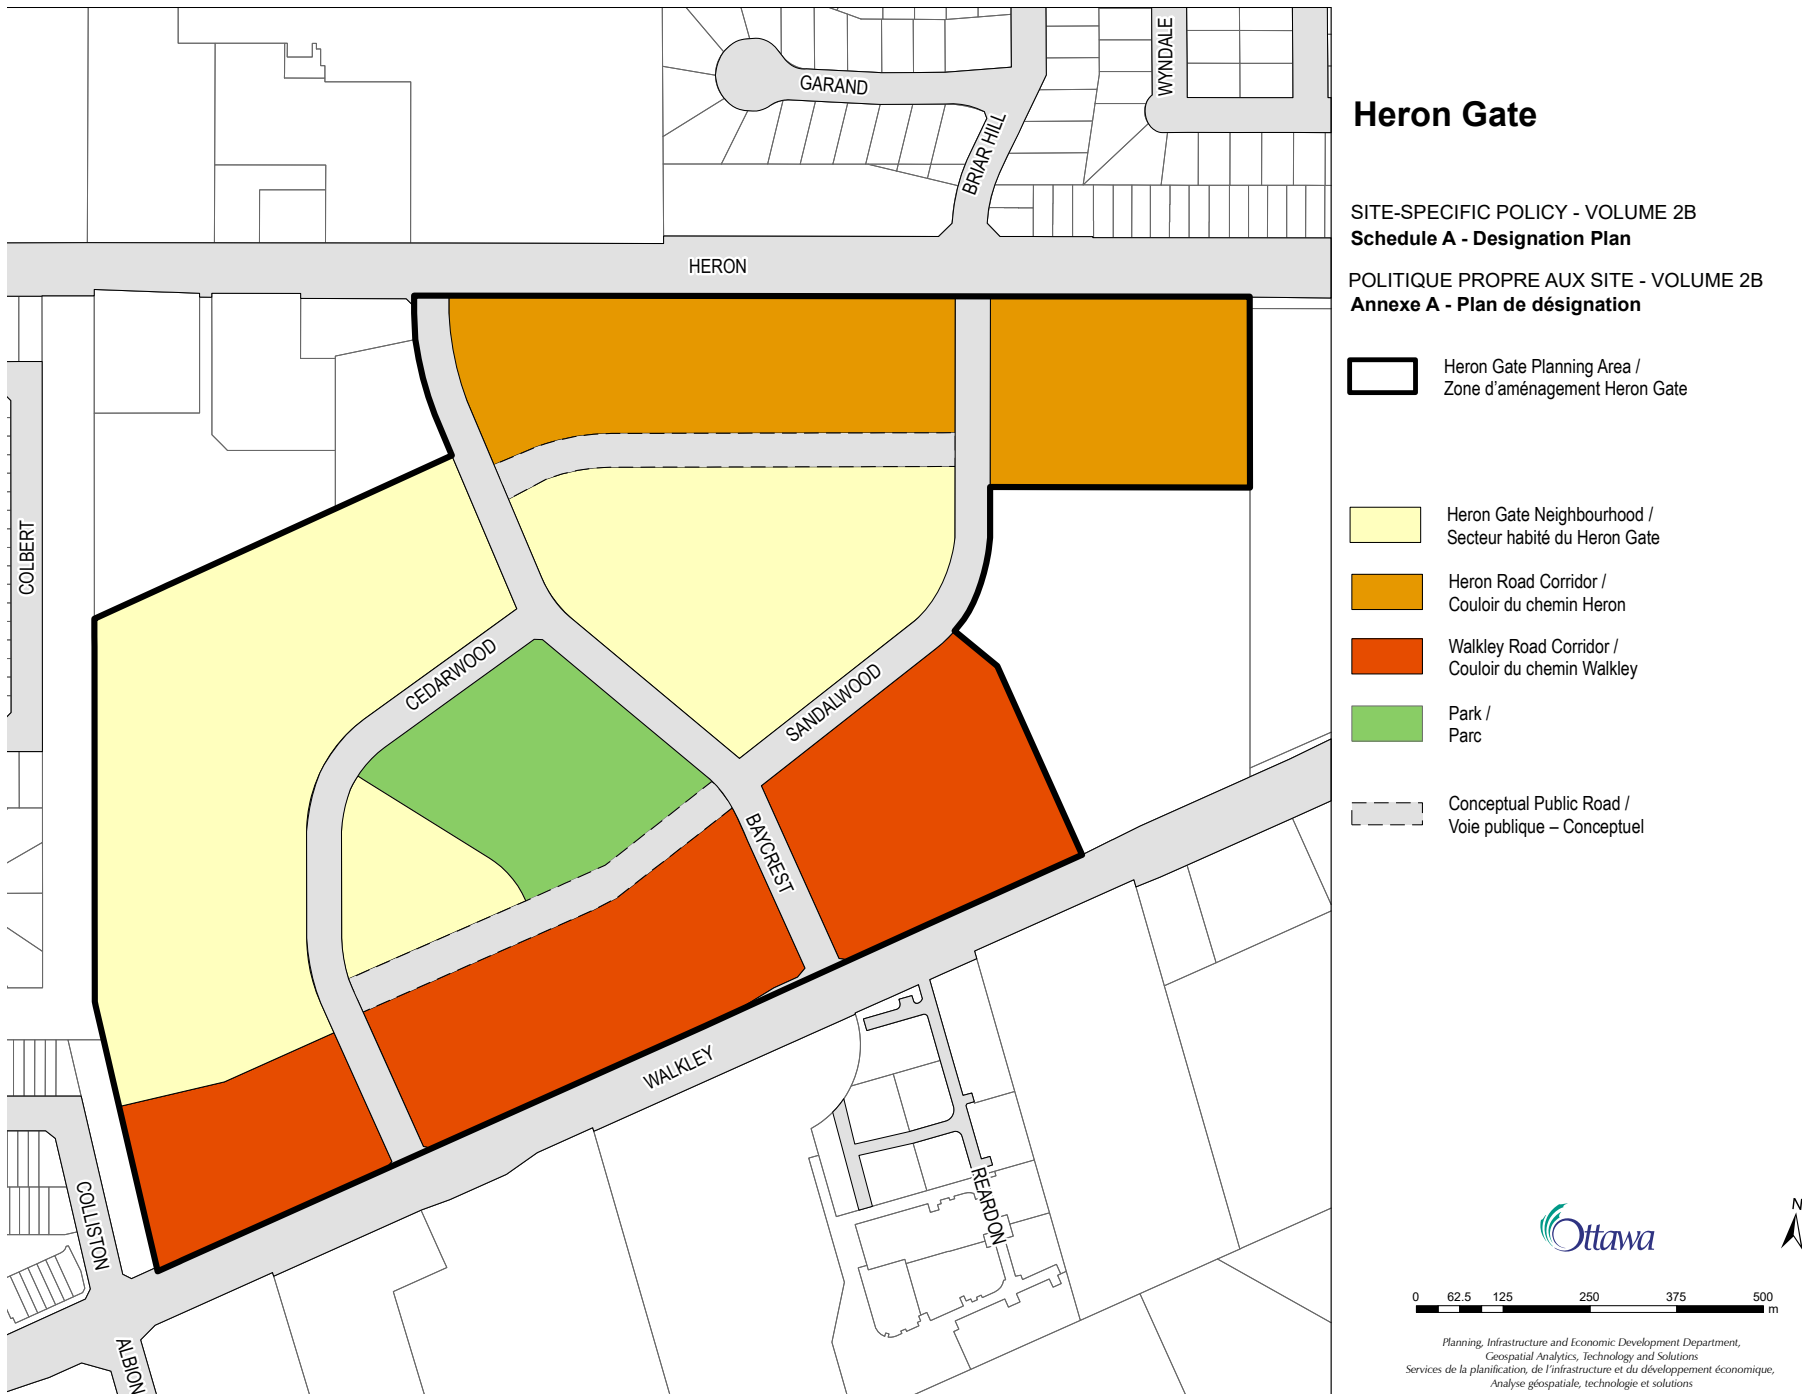 GARAND
WYNDALE
BRIAR HILL
HERON
COLBERT
CEDARWOOD
SANDALWOOD
BAYCREST
WALKLEY
COLLISTON
REARDON
ALBION
Heron Gate
SITE-SPECIFIC POLICY - VOLUME 2B
Schedule A - Designation Plan
POLITIQUE PROPRE AUX SITE - VOLUME 2B
Annexe A - Plan de désignation
Heron Gate Planning Area /
Zone d'aménagement Heron Gate
Heron Gate Neighbourhood /
Secteur habité du Heron Gate
Heron Road Corridor /
Couloir du chemin Heron
Walkley Road Corridor /
Couloir du chemin Walkley
Park /
Parc
Conceptual Public Road /
Voie publique – Conceptuel
Ottawa
N
0 62.5 125 250 375 500
m
Planning, Infrastructure and Economic Development Department,
Geospatial Analytics, Technology and Solutions
Services de la planification, de l'infrastructure et du développement économique,
Analyse géospatiale, technologie et solutions